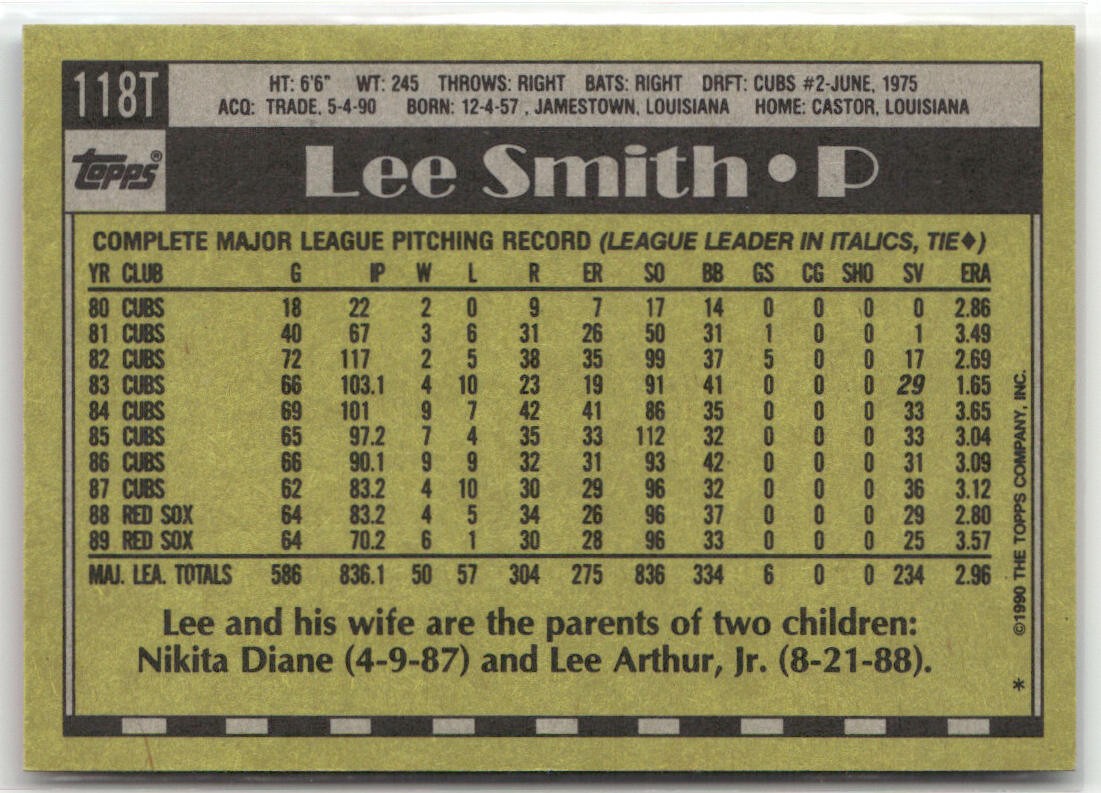 118T
HT: 6'6" WT: 245 THROWS: RIGHT BATS: RIGHT DRFT: CUBS #2-JUNE, 1975
ACQ: TRADE, 5-4-90 BORN: 12-4-57 , JAMESTOWN, LOUISIANA HOME: CASTOR, LOUISIANA
topps®
Lee Smith • P
COMPLETE MAJOR LEAGUE PITCHING RECORD (LEAGUE LEADER IN ITALICS, TIE♦)
YR CLUB G IP W L R ER SO BB GS CG SHO SV ERA
80 CUBS 18 22 2 0 9 7 17 14 0 0 0 0 2.86
81 CUBS 40 67 3 6 31 26 50 31 1 0 0 1 3.49
82 CUBS 72 117 2 5 38 35 99 37 5 0 0 17 2.69
83 CUBS 66 103.1 4 10 23 19 91 41 0 0 0 29 1.65
84 CUBS 69 101 9 7 42 41 86 35 0 0 0 33 3.65
85 CUBS 65 97.2 7 4 35 33 112 32 0 0 0 33 3.04
86 CUBS 66 90.1 9 9 32 31 93 42 0 0 0 31 3.09
87 CUBS 62 83.2 4 10 30 29 96 32 0 0 0 36 3.12
88 RED SOX 64 83.2 4 5 34 26 96 37 0 0 0 29 2.80
89 RED SOX 64 70.2 6 1 30 28 96 33 0 0 0 25 3.57
MAJ. LEA. TOTALS 586 836.1 50 57 304 275 836 334 6 0 0 234 2.96
Lee and his wife are the parents of two children:
Nikita Diane (4-9-87) and Lee Arthur, Jr. (8-21-88).
©1990 THE TOPPS COMPANY, INC.
*